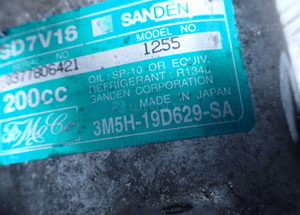 SANDEN
SD7V16
SERIAL NO.
MODEL NO.
0377806421
1255
OIL: SP-10 OR EQUIV.
REFRIGERANT : R134a
200cc
SANDEN CORPORATION
MADE IN JAPAN
FoMoCo
3M5H-19D629-SA